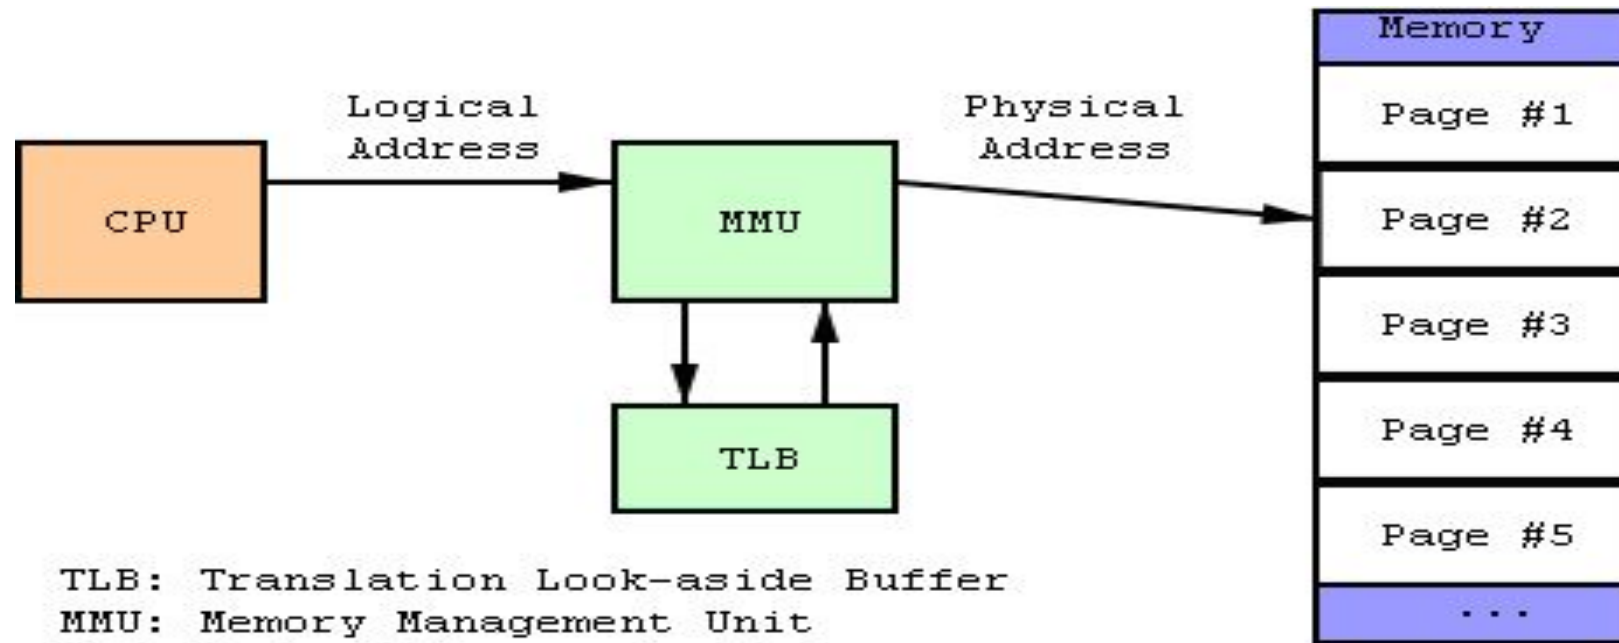 Memory
Logical
Address
Physical
Address
Page #1
CPU
MMU
Page #2
Page #3
Page #4
TLB
Page #5
TLB: Translation Look-aside Buffer
MMU: Memory Management Unit
...